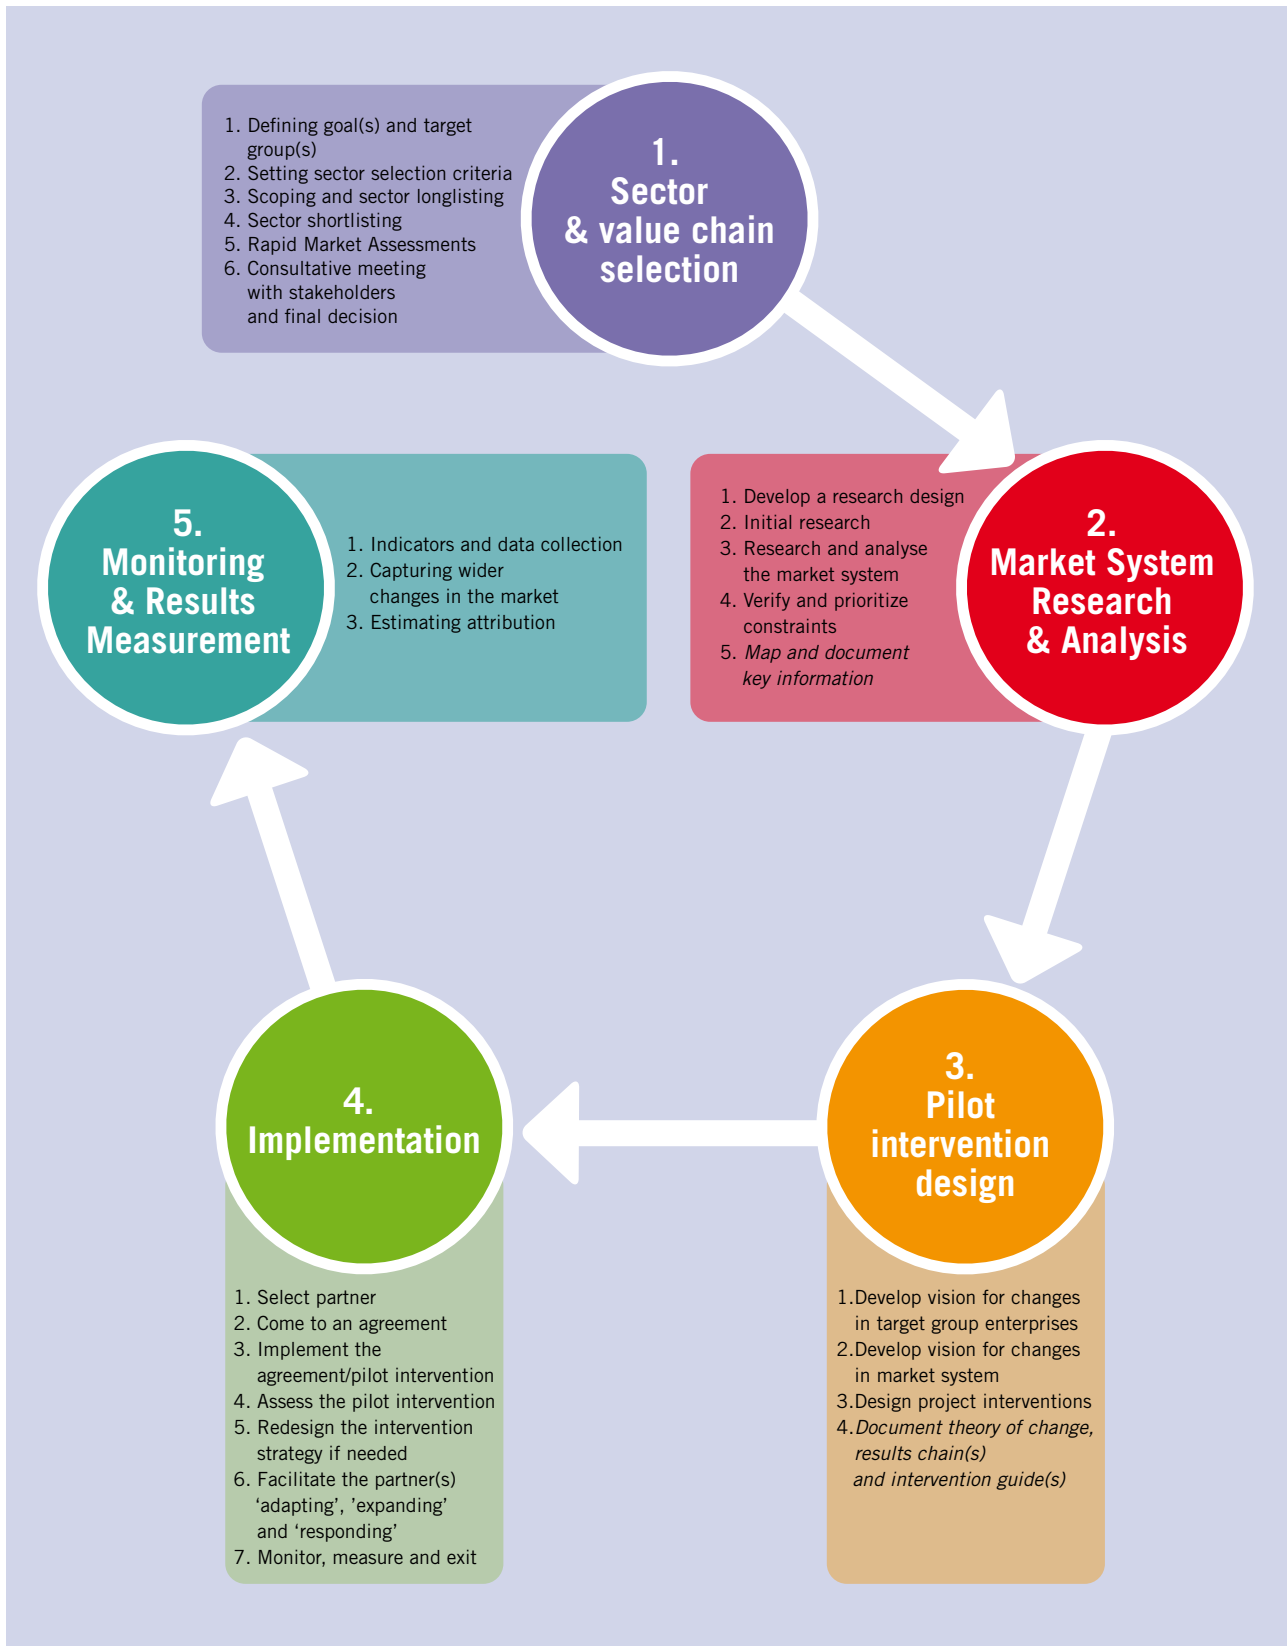 1. Defining goal(s) and target
group(s)
2. Setting sector selection criteria
3. Scoping and sector longlisting
4. Sector shortlisting
5. Rapid Market Assessments
6. Consultative meeting
with stakeholders
and final decision
1.
Sector
& value chain
selection
1. Develop a research design
2. Initial research
3. Research and analyse
the market system
4. Verify and prioritize
constraints
5. Map and document
key information
2.
Market System
Research
& Analysis
3.
Pilot
intervention
design
1.Develop vision for changes
in target group enterprises
2.Develop vision for changes
in market system
3.Design project interventions
4.Document theory of change,
results chain(s)
and intervention guide(s)
4.
Implementation
1. Select partner
2. Come to an agreement
3. Implement the
agreement/pilot intervention
4. Assess the pilot intervention
5. Redesign the intervention
strategy if needed
6. Facilitate the partner(s)
‘adapting’, ’expanding’
and ‘responding’
7. Monitor, measure and exit
5.
Monitoring
& Results
Measurement
1. Indicators and data collection
2. Capturing wider
changes in the market
3. Estimating attribution